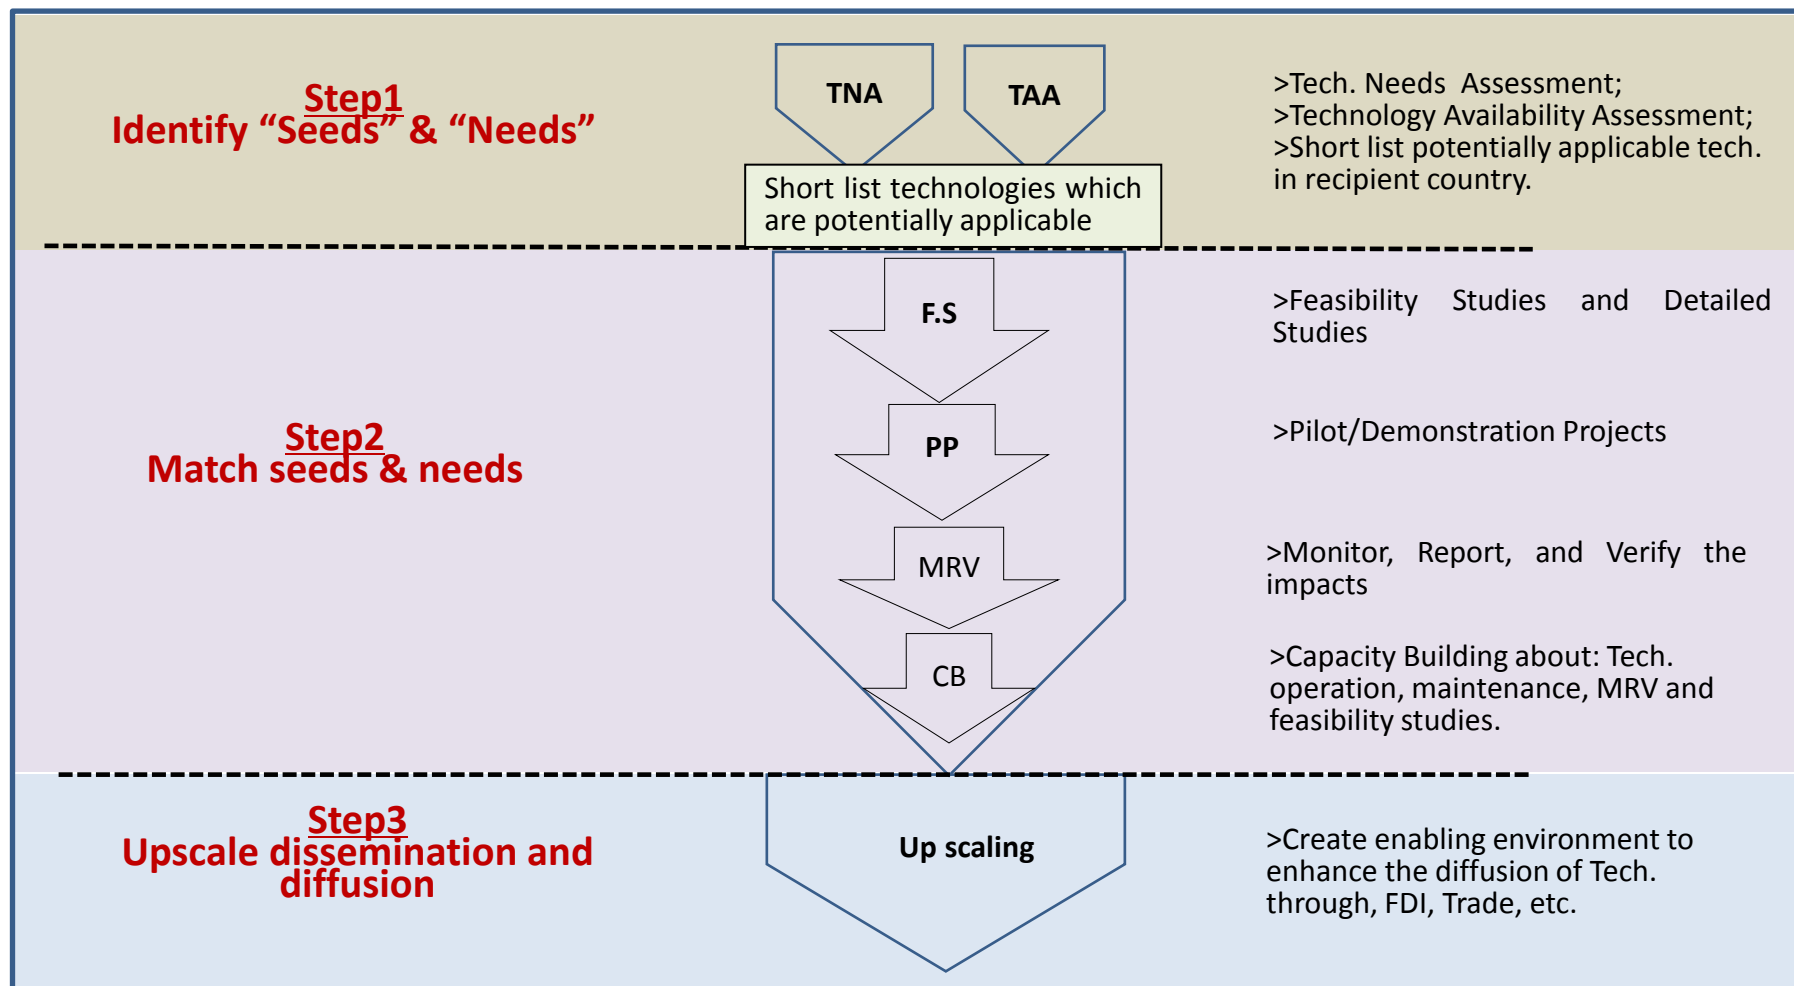 Step1
Identify “Seeds” & “Needs”
TNA
TAA
Short list technologies which
are potentially applicable
>Tech. Needs Assessment;
>Technology Availability Assessment;
>Short list potentially applicable tech.
in recipient country.
Step2
Match seeds & needs
F.S
PP
MRV
CB
>Feasibility Studies and Detailed
Studies
>Pilot/Demonstration Projects
>Monitor, Report, and Verify the
impacts
>Capacity Building about: Tech.
operation, maintenance, MRV and
feasibility studies.
Step3
Upscale dissemination and
diffusion
Up scaling
>Create enabling environment to
enhance the diffusion of Tech.
through, FDI, Trade, etc.